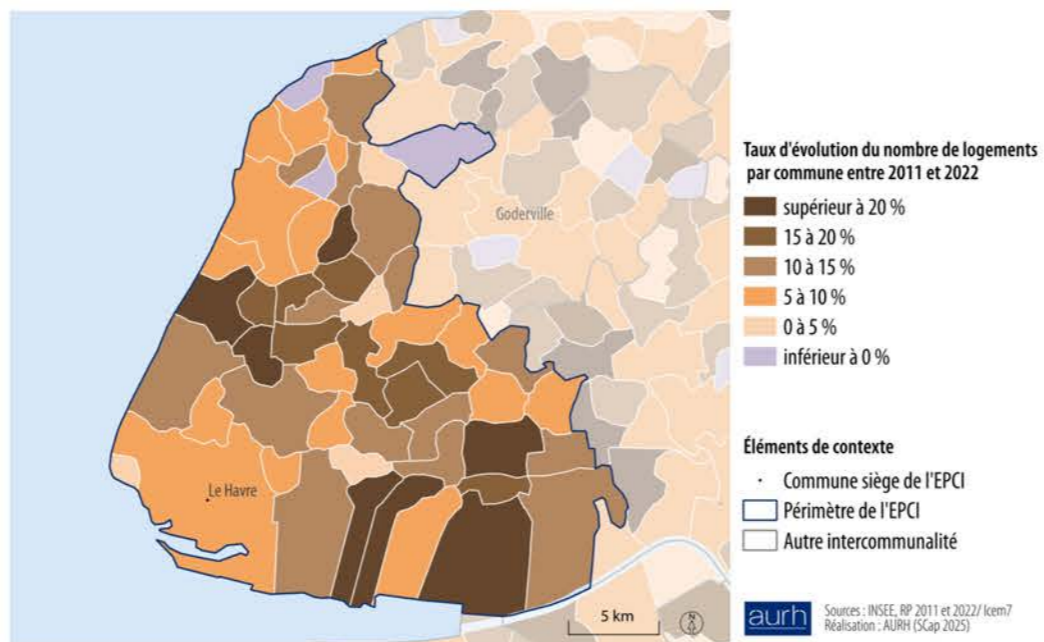 Goderville
Le Havre
5 km
N
Taux d'évolution du nombre de logements
par commune entre 2011 et 2022
supérieur à 20 %
15 à 20 %
10 à 15 %
5 à 10 %
0 à 5 %
inférieur à 0 %
Éléments de contexte
Commune siège de l'EPCI
Périmètre de l'EPCI
Autre intercommunalité
aurh
Sources : INSEE, RP 2011 et 2022/ Icem7
Réalisation : AURH (SCap 2025)